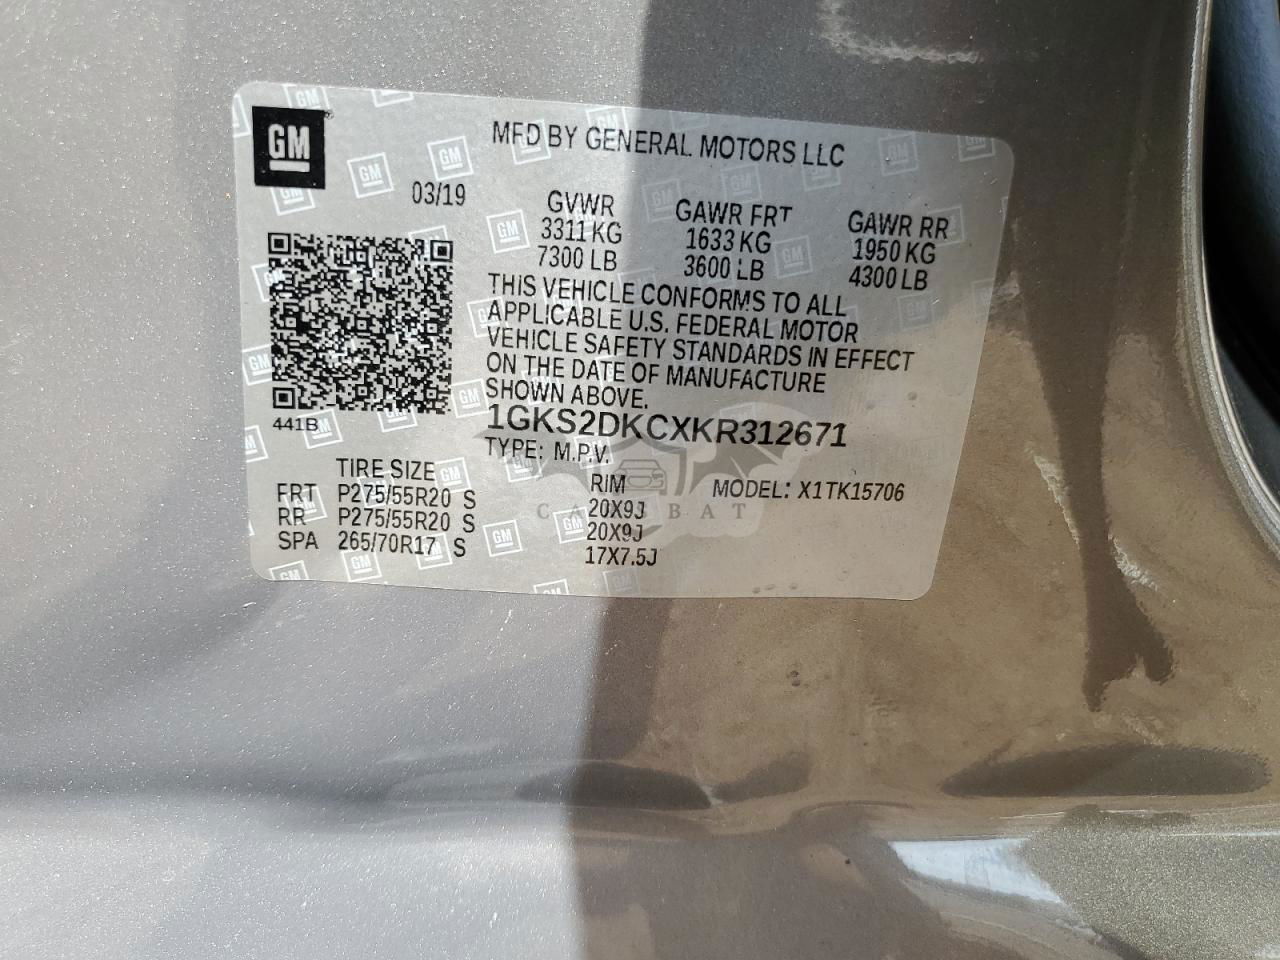 GM
MFD BY GENERAL MOTORS LLC
03/19
GVWR GAWR FRT GAWR RR
3311 KG 1633 KG 1950 KG
7300 LB 3600 LB 4300 LB
THIS VEHICLE CONFORMS TO ALL
APPLICABLE U.S. FEDERAL MOTOR
VEHICLE SAFETY STANDARDS IN EFFECT
ON THE DATE OF MANUFACTURE
SHOWN ABOVE.
1GKS2DKCXKR312671
441B
TYPE: M.P.V.
TIRE SIZE RIM MODEL: X1TK15706
FRT P275/55R20 S 20X9J
RR P275/55R20 S 20X9J
SPA 265/70R17 S 17X7.5J